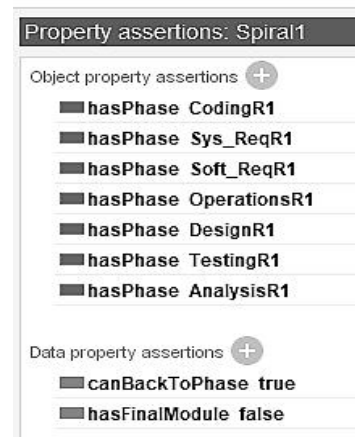 Property assertions: Spiral1
Object property assertions
hasPhase CodingR1
hasPhase Sys_ReqR1
hasPhase Soft_ReqR1
hasPhase OperationsR1
hasPhase DesignR1
hasPhase TestingR1
hasPhase AnalysisR1
Data property assertions
canBackToPhase true
hasFinalModule false